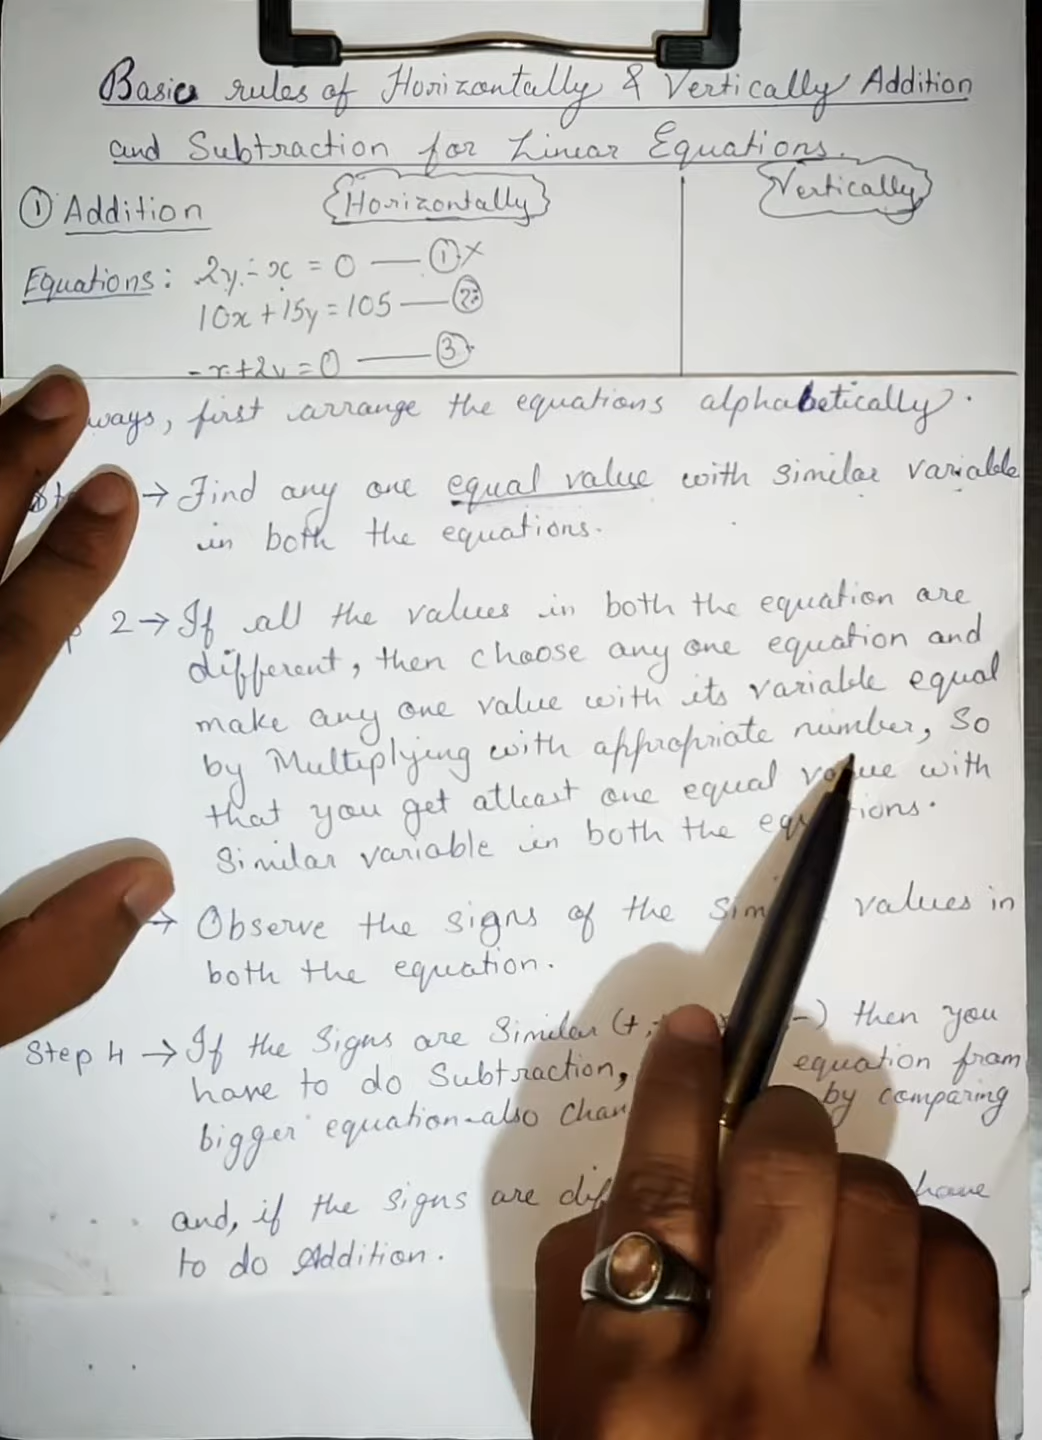 Basic rules of Horizontally & Vertically Addition
and Subtraction for Linear Equations.
① Addition
Horizontally
Vertically
Equations: 2y - x = 0 — ① ×
10x + 15y = 105 — ②
-x + 2y = 0 — ③
ways, first arrange the equations alphabetically.
→ Find any one equal value with similar variable
in both the equations.
2 → If all the values in both the equation are
different, then choose any one equation and
make any one value with its variable equal
by Multiplying with appropriate number, So
that you get atleast one equal value with
Similar variable in both the equations.
→ Observe the signs of the values in
both the equation.
Step 4 → If the Signs are Similar (+, -) then you
have to do Subtraction, equation from
bigger equation-also by comparing
and, if the signs are have
to do Addition.